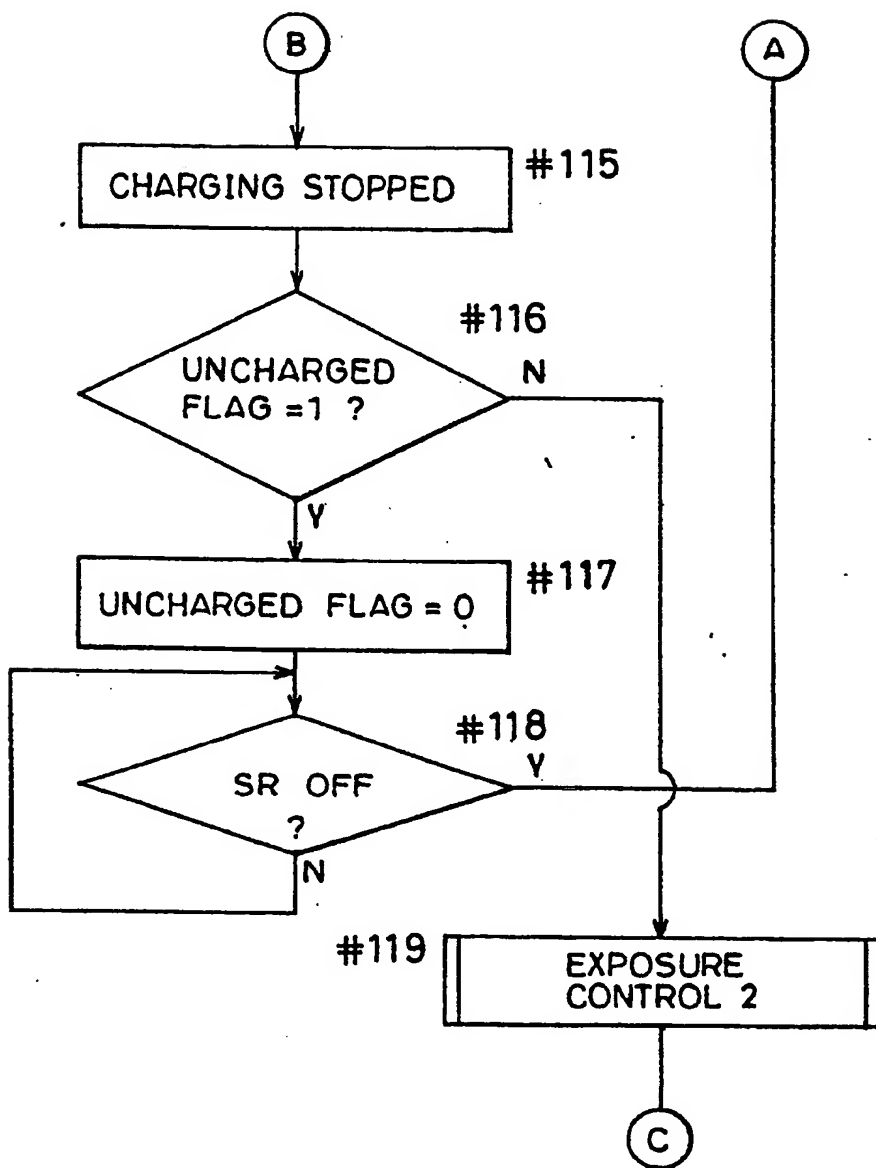 B
A
CHARGING STOPPED
#115
#116
UNCHARGED
FLAG =1 ?
N
Y
#117
UNCHARGED FLAG = 0
#118
Y
SR OFF
?
N
#119
EXPOSURE
CONTROL 2
C